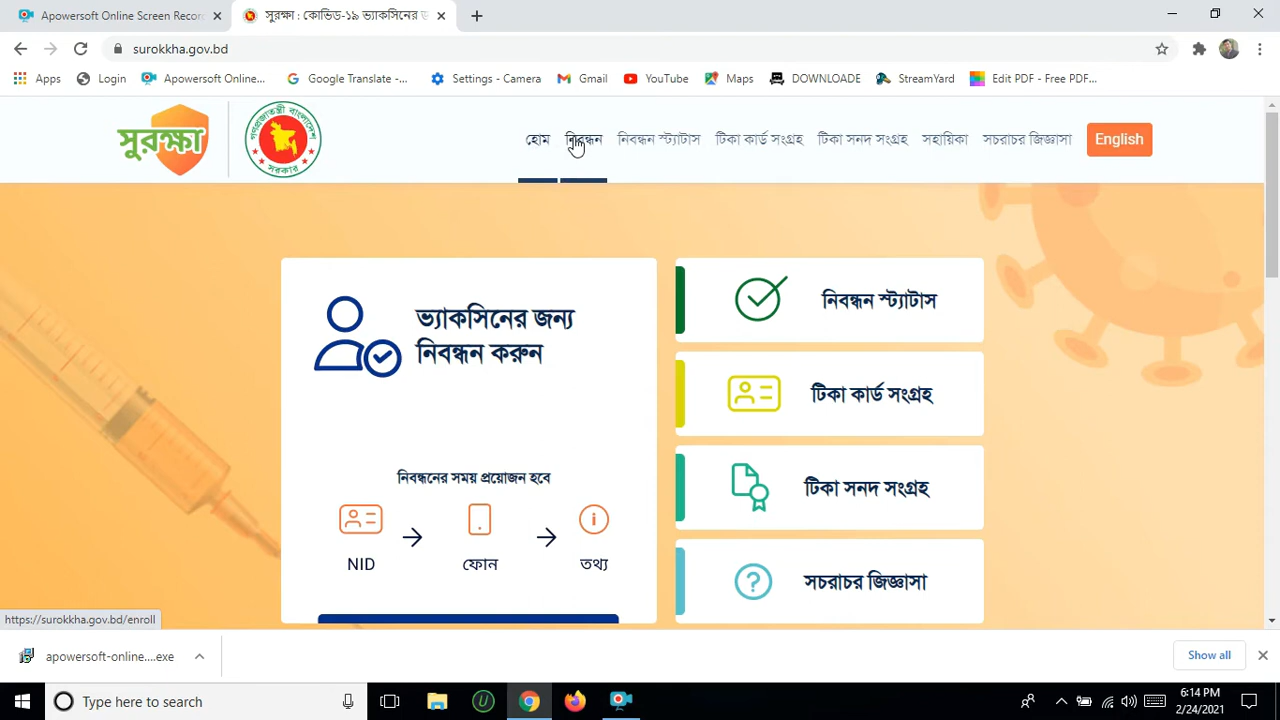 Apowersoft Online Screen Recor
সুরক্ষা : কোভিড-১৯ ভ্যাকসিনের
surokkha.gov.bd
Apps
Login
Apowersoft Online...
Google Translate -...
Settings - Camera
Gmail
YouTube
Maps
DOWNLOADE
StreamYard
Edit PDF - Free PDF...
সুরক্ষা
গণপ্রজাতন্ত্রী বাংলাদেশ
সরকার
হোম
নিবন্ধন
নিবন্ধন স্ট্যাটাস
টিকা কার্ড সংগ্রহ
টিকা সনদ সংগ্রহ
সহায়িকা
সচরাচর জিজ্ঞাসা
English
ভ্যাকসিনের জন্য
নিবন্ধন করুন
নিবন্ধনের সময় প্রয়োজন হবে
NID
ফোন
তথ্য
নিবন্ধন স্ট্যাটাস
টিকা কার্ড সংগ্রহ
টিকা সনদ সংগ্রহ
সচরাচর জিজ্ঞাসা
https://surokkha.gov.bd/enroll
apowersoft-online....exe
Show all
Type here to search
6:14 PM
2/24/2021